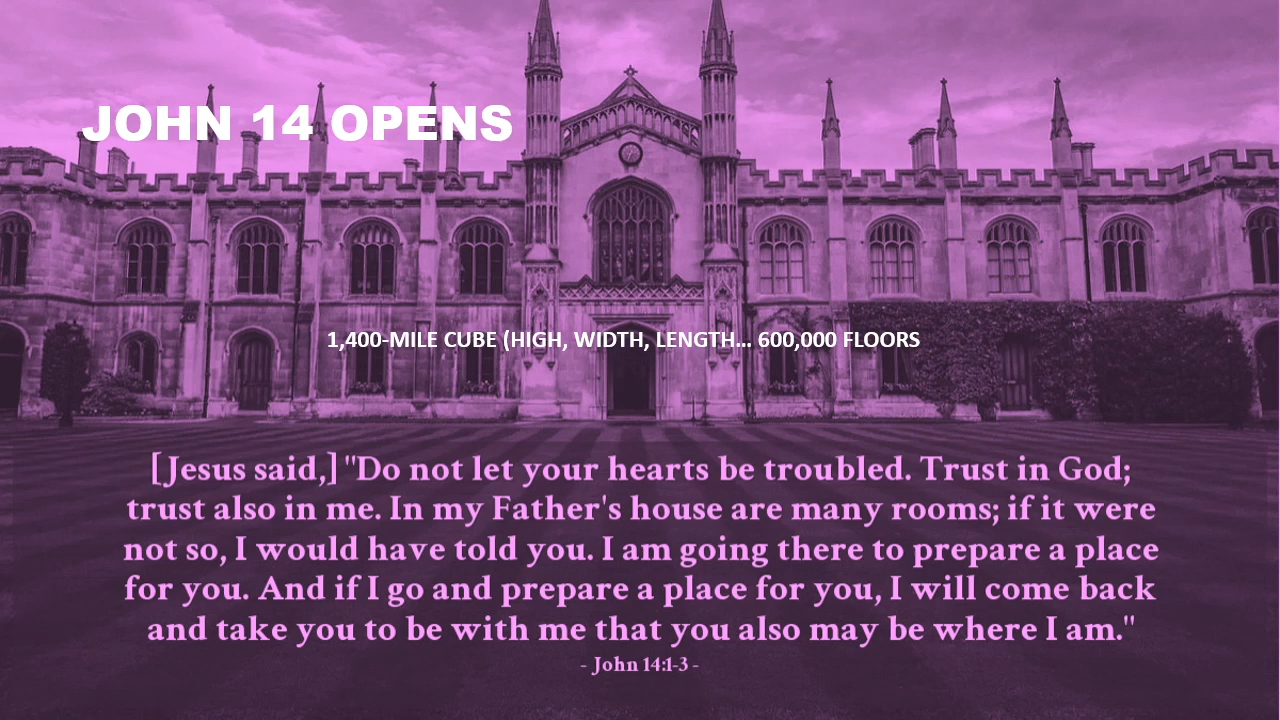 JOHN 14 OPENS
1,400-MILE CUBE (HIGH, WIDTH, LENGTH... 600,000 FLOORS
[Jesus said,] "Do not let your hearts be troubled. Trust in God;
trust also in me. In my Father's house are many rooms; if it were
not so, I would have told you. I am going there to prepare a place
for you. And if I go and prepare a place for you, I will come back
and take you to be with me that you also may be where I am."
- John 14:1-3 -